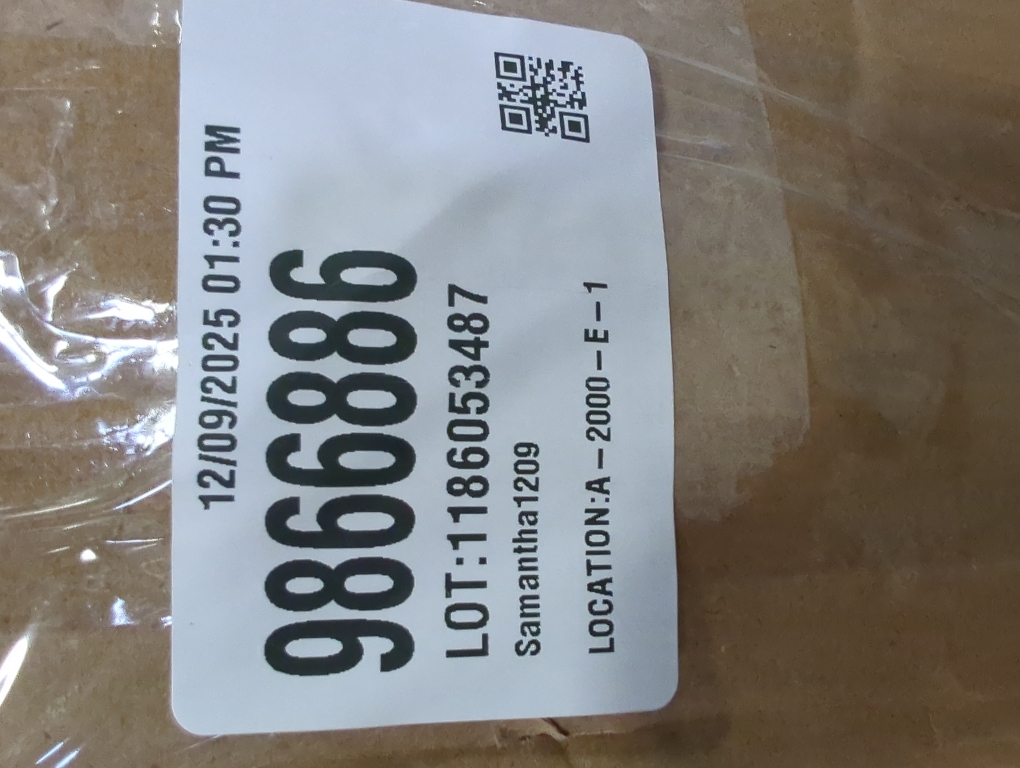 12/09/2025 01:30 PM
9866886
LOT:1186053487
Samantha1209
LOCATION:A-2000-E-1